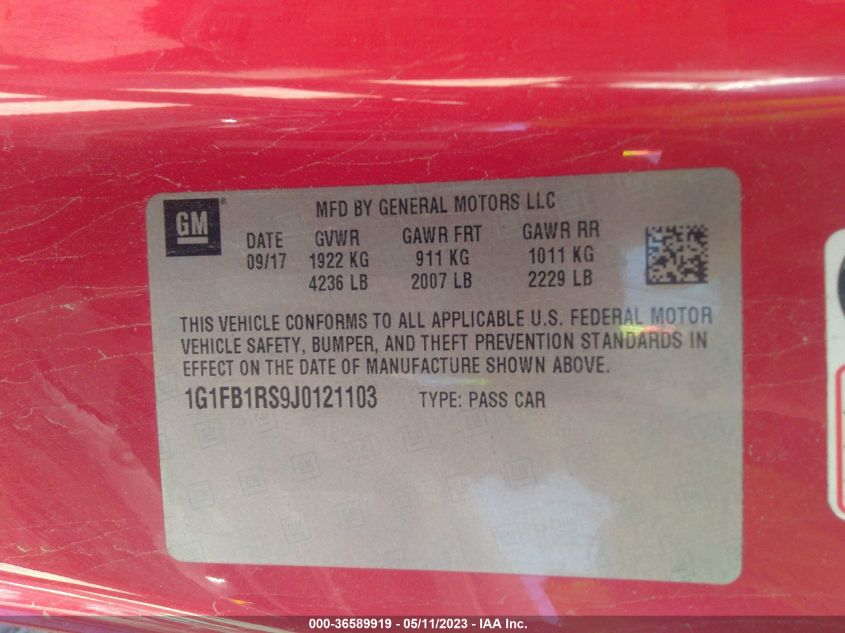 GM
MFD BY GENERAL MOTORS LLC
DATE GVWR GAWR FRT GAWR RR
09/17 1922 KG 911 KG 1011 KG
4236 LB 2007 LB 2229 LB
THIS VEHICLE CONFORMS TO ALL APPLICABLE U.S. FEDERAL MOTOR
VEHICLE SAFETY, BUMPER, AND THEFT PREVENTION STANDARDS IN
EFFECT ON THE DATE OF MANUFACTURE SHOWN ABOVE.
1G1FB1RS9J0121103 TYPE: PASS CAR
000-36589919 - 05/11/2023 - IAA Inc.